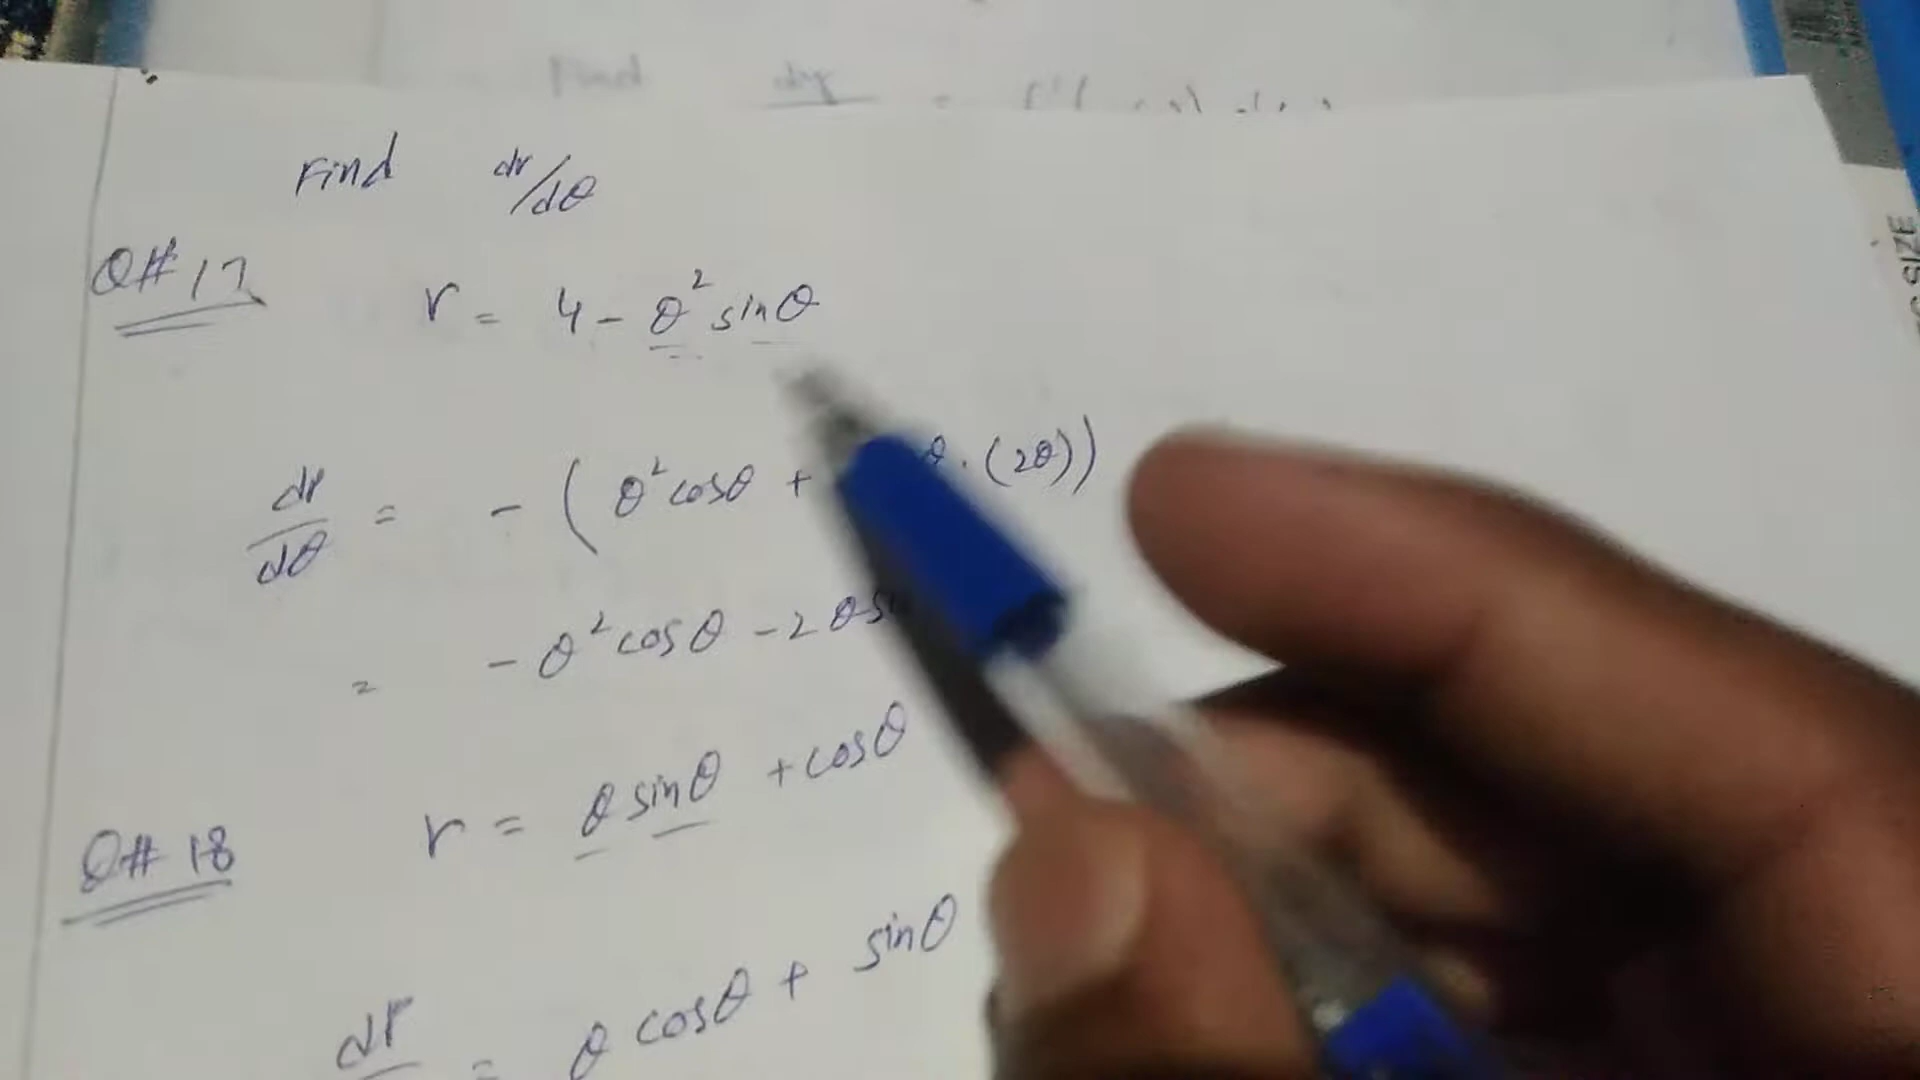 Find dr/dθ
Q# 17
r = 4 - θ² sinθ
dr/dθ = - ( θ² cosθ + θ . (2θ))
= - θ² cosθ - 2 θ
Q# 18
r = θ sinθ + cosθ
dr = θ cosθ + sinθ
SIZE